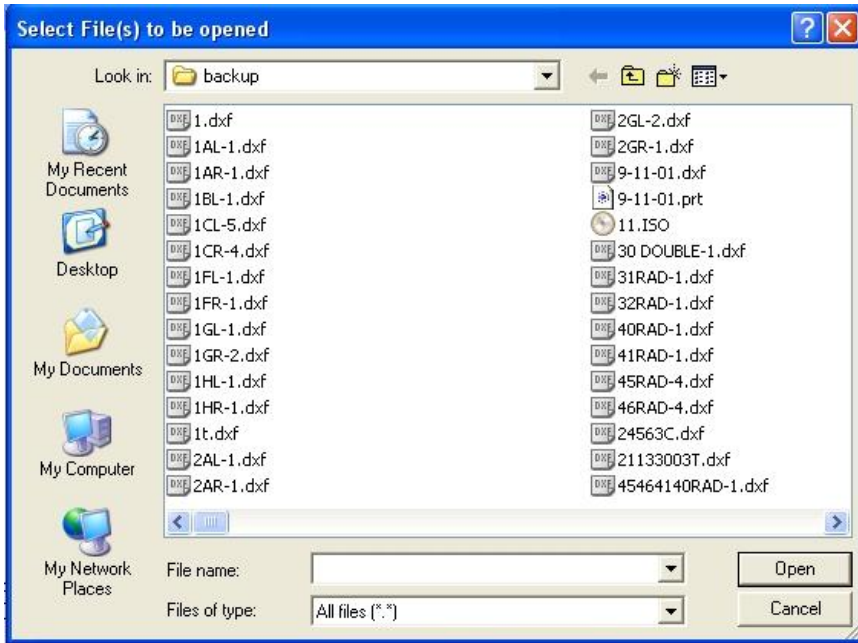 Select File(s) to be opened
Look in: backup
My Recent
Documents
Desktop
My Documents
My Computer
My Network
Places
1.dxf
1AL-1.dxf
1AR-1.dxf
1BL-1.dxf
1CL-5.dxf
1CR-4.dxf
1FL-1.dxf
1FR-1.dxf
1GL-1.dxf
1GR-2.dxf
1HL-1.dxf
1HR-1.dxf
1t.dxf
2AL-1.dxf
2AR-1.dxf
2GL-2.dxf
2GR-1.dxf
9-11-01.dxf
9-11-01.prt
11.ISO
30 DOUBLE-1.dxf
31RAD-1.dxf
32RAD-1.dxf
40RAD-1.dxf
41RAD-1.dxf
45RAD-4.dxf
46RAD-4.dxf
24563C.dxf
21133003T.dxf
45464140RAD-1.dxf
File name:
Open
Files of type: All files (*.*)
Cancel